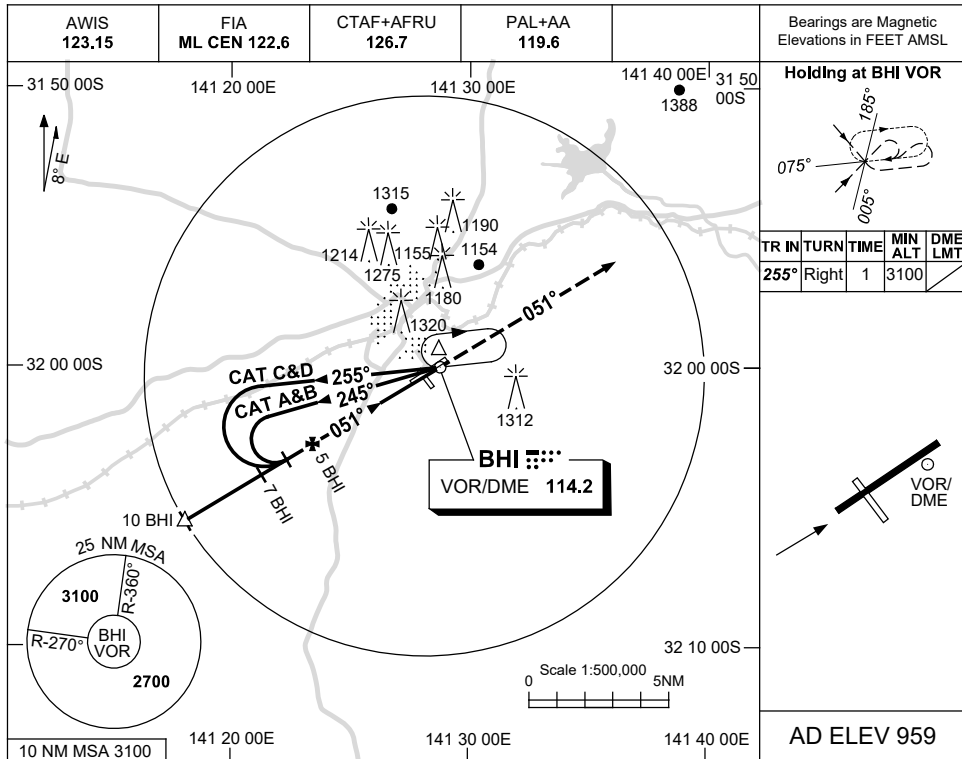 AWIS
123.15
FIA
ML CEN 122.6
CTAF+AFRU
126.7
PAL+AA
119.6
Bearings are Magnetic
Elevations in FEET AMSL
31 50 00S
141 20 00E
141 30 00E
141 40 00E
31 50
00S
1388
8° E
1315
1214
1275
1155
1190
1154
1180
1320
051°
32 00 00S
32 00 00S
CAT C&D
255°
CAT A&B
245°
051°
1312
5 BHI
7 BHI
10 BHI
BHI
VOR/DME 114.2
25 NM MSA
3100
R-360°
R-270°
BHI
VOR
2700
32 10 00S
Scale 1:500,000
0
5NM
141 20 00E
141 30 00E
141 40 00E
10 NM MSA 3100
Holding at BHI VOR
185°
075°
005°
TR IN
TURN
TIME
MIN
ALT
DME
LMT
255°
Right
1
3100
VOR/
DME
AD ELEV 959